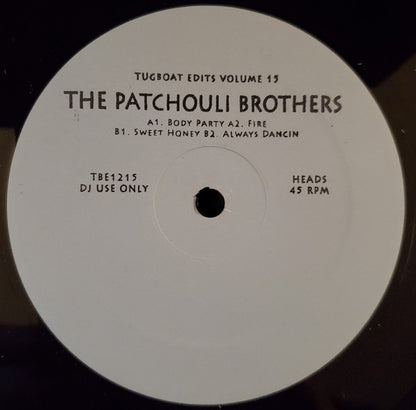 TUGBOAT EDITS VOLUME 15
THE PATCHOULI BROTHERS
A1. BODY PARTY A2. FIRE
B1. SWEET HONEY B2. ALWAYS DANCIN
TBE1215
DJ USE ONLY
HEADS
45 RPM